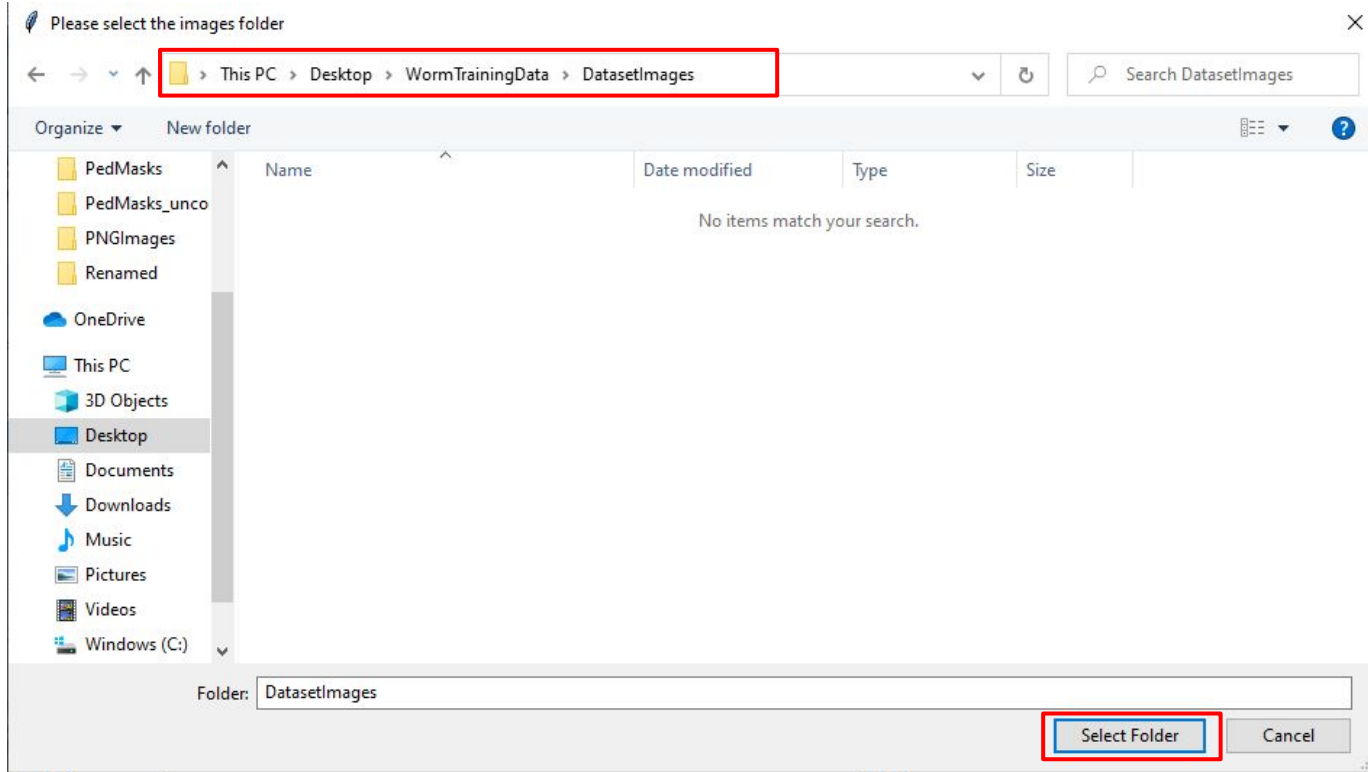 Please select the images folder
This PC > Desktop > WormTrainingData > DatasetImages
Search DatasetImages
Organize
New folder
Name
Date modified
Type
Size
No items match your search.
PedMasks
PedMasks_unco
PNGImages
Renamed
OneDrive
This PC
3D Objects
Desktop
Documents
Downloads
Music
Pictures
Videos
Windows (C:)
Folder: DatasetImages
Select Folder
Cancel